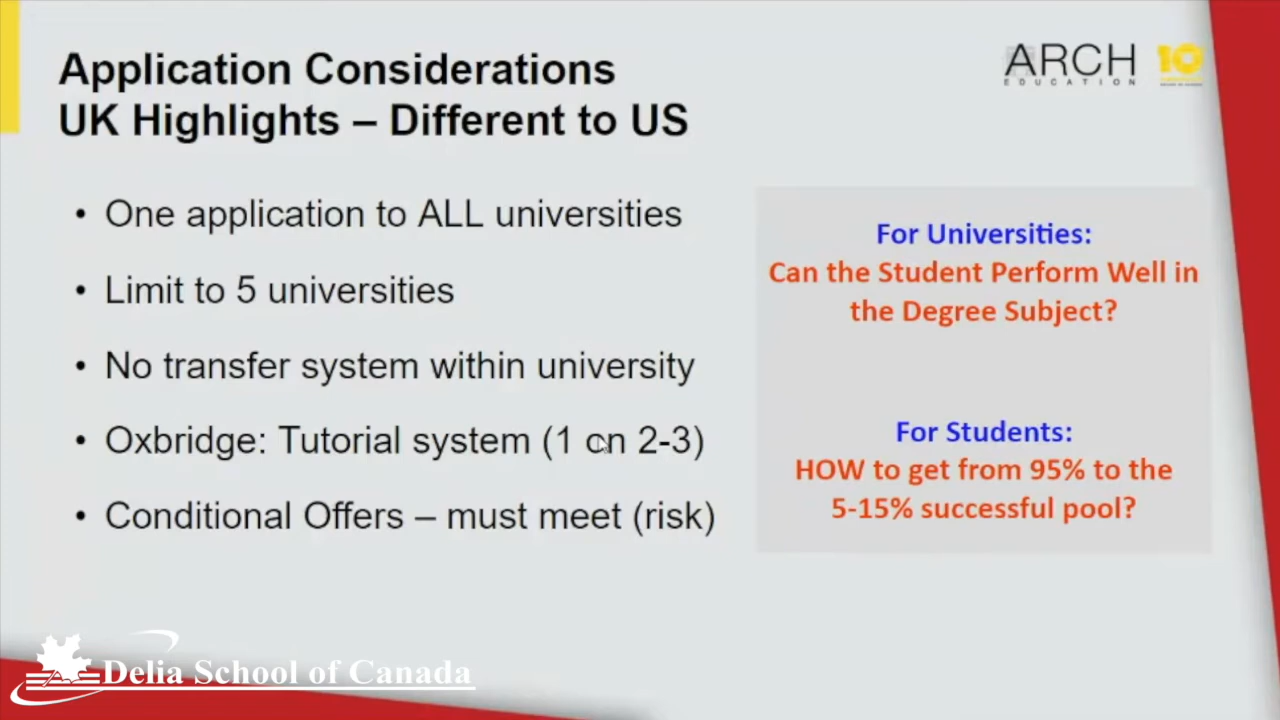 Application Considerations
UK Highlights – Different to US
ARCH
EDUCATION
10
• One application to ALL universities
• Limit to 5 universities
• No transfer system within university
• Oxbridge: Tutorial system (1 on 2-3)
• Conditional Offers – must meet (risk)
For Universities:
Can the Student Perform Well in
the Degree Subject?
For Students:
HOW to get from 95% to the
5-15% successful pool?
Delia School of Canada